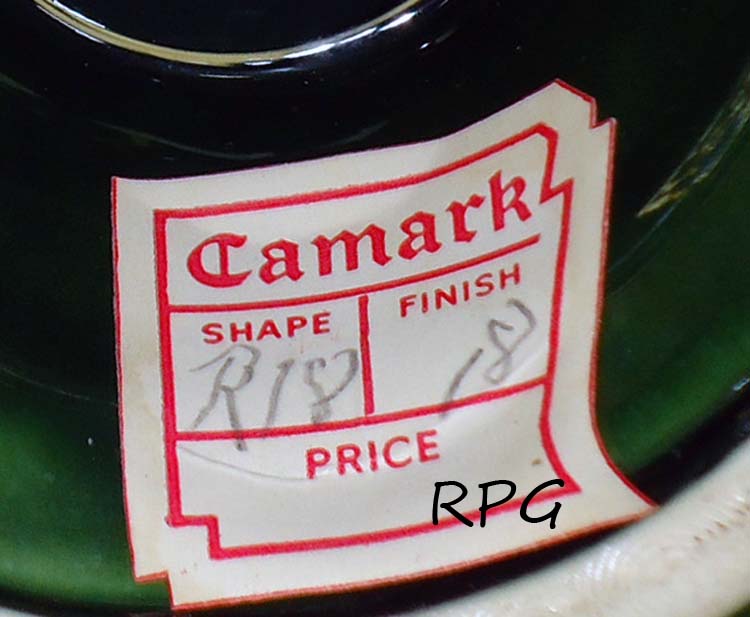 Camark
SHAPE FINISH
R18 18
PRICE
RPG